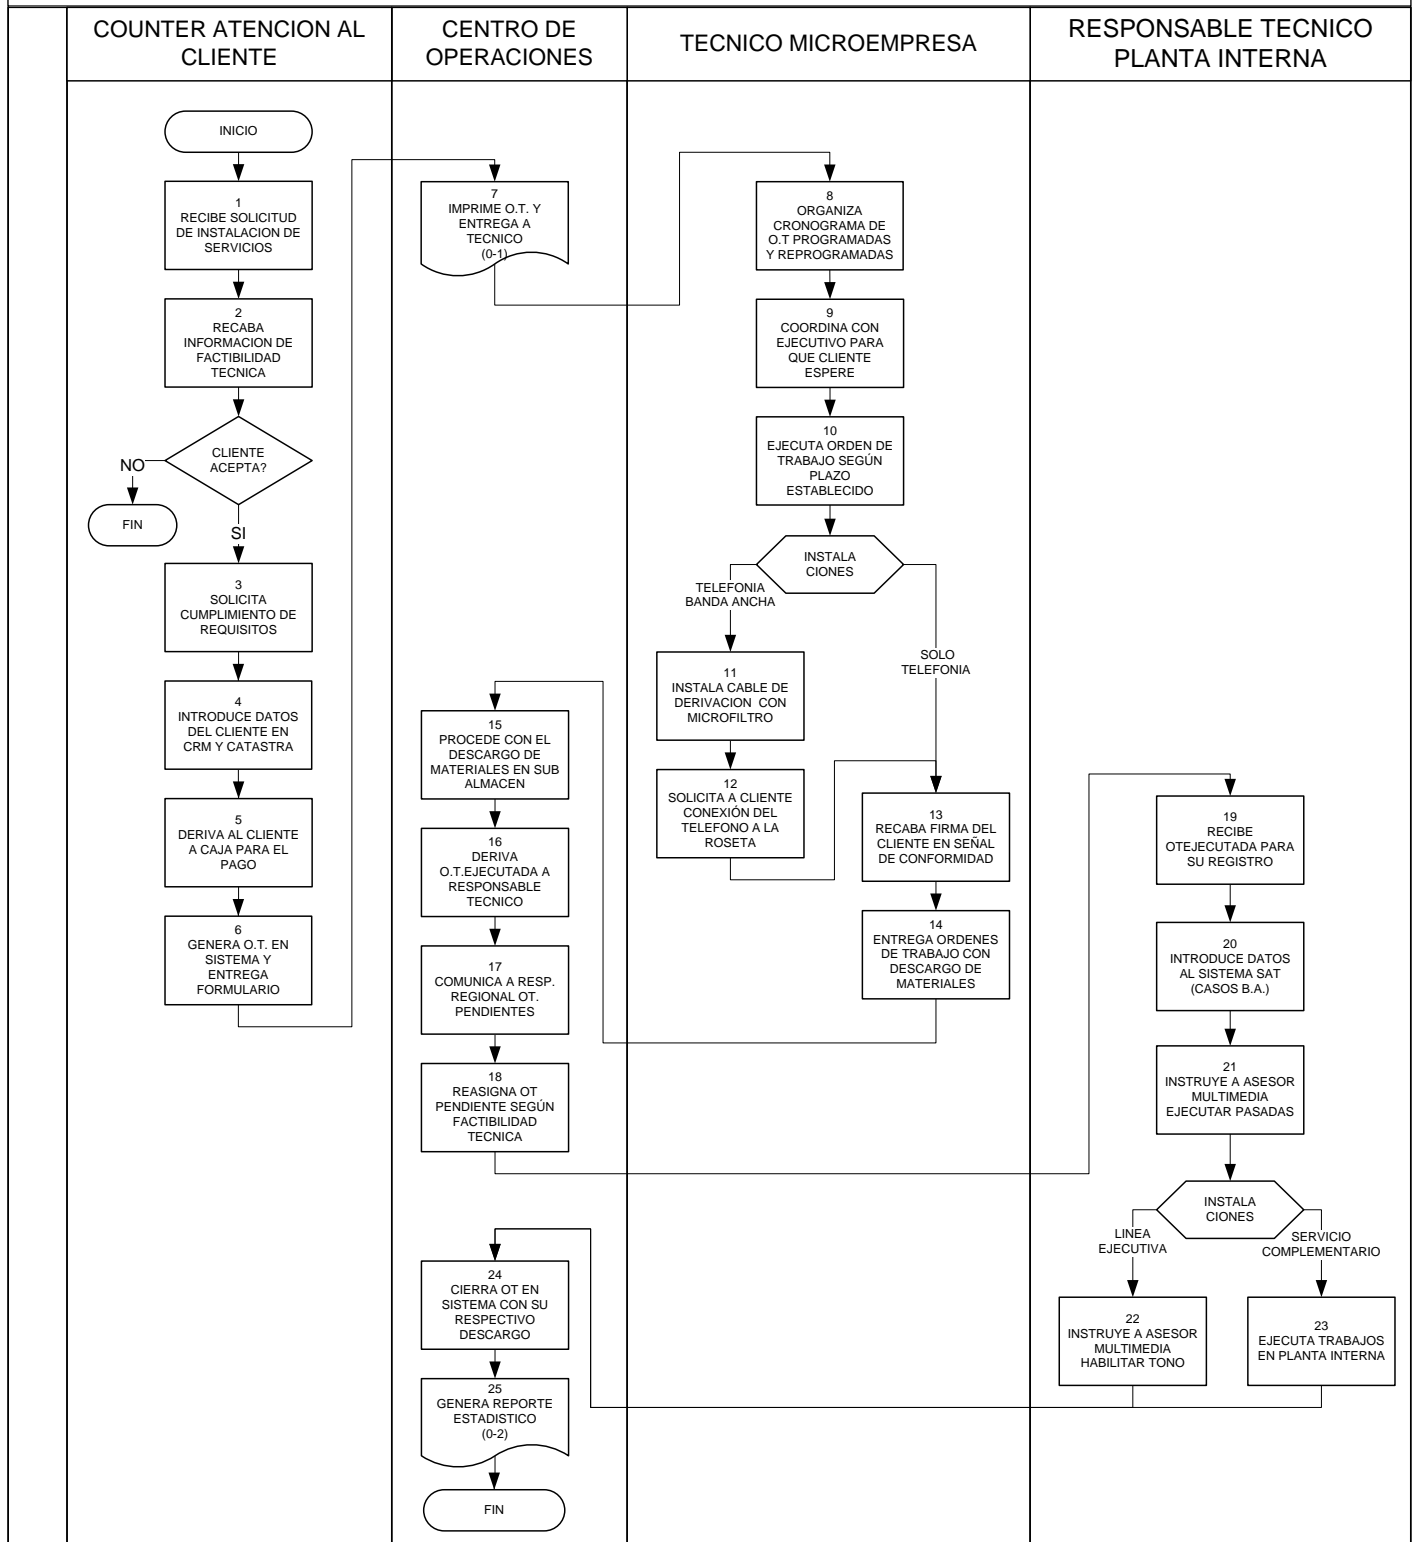 COUNTER ATENCION AL
CLIENTE
CENTRO DE
OPERACIONES
TECNICO MICROEMPRESA
RESPONSABLE TECNICO
PLANTA INTERNA
INICIO
1
RECIBE SOLICITUD
DE INSTALACION DE
SERVICIOS
2
RECABA
INFORMACION DE
FACTIBILIDAD
TECNICA
CLIENTE
ACEPTA?
NO
FIN
SI
3
SOLICITA
CUMPLIMIENTO DE
REQUISITOS
4
INTRODUCE DATOS
DEL CLIENTE EN
CRM Y CATASTRA
5
DERIVA AL CLIENTE
A CAJA PARA EL
PAGO
6
GENERA O.T. EN
SISTEMA Y
ENTREGA
FORMULARIO
7
IMPRIME O.T. Y
ENTREGA A
TECNICO
(0-1)
8
ORGANIZA
CRONOGRAMA DE
O.T PROGRAMADAS
Y REPROGRAMADAS
9
COORDINA CON
EJECUTIVO PARA
QUE CLIENTE
ESPERE
10
EJECUTA ORDEN DE
TRABAJO SEGÚN
PLAZO
ESTABLECIDO
INSTALA
CIONES
TELEFONIA
BANDA ANCHA
SOLO
TELEFONIA
11
INSTALA CABLE DE
DERIVACION CON
MICROFILTRO
12
SOLICITA A CLIENTE
CONEXIÓN DEL
TELEFONO A LA
ROSETA
13
RECABA FIRMA DEL
CLIENTE EN SEÑAL
DE CONFORMIDAD
14
ENTREGA ORDENES
DE TRABAJO CON
DESCARGO DE
MATERIALES
15
PROCEDE CON EL
DESCARGO DE
MATERIALES EN SUB
ALMACEN
16
DERIVA
O.T.EJECUTADA A
RESPONSABLE
TECNICO
17
COMUNICA A RESP.
REGIONAL OT.
PENDIENTES
18
REASIGNA OT
PENDIENTE SEGÚN
FACTIBILIDAD
TECNICA
19
RECIBE
OTEJECUTADA PARA
SU REGISTRO
20
INTRODUCE DATOS
AL SISTEMA SAT
(CASOS B.A.)
21
INSTRUYE A ASESOR
MULTIMEDIA
EJECUTAR PASADAS
INSTALA
CIONES
LINEA
EJECUTIVA
SERVICIO
COMPLEMENTARIO
22
INSTRUYE A ASESOR
MULTIMEDIA
HABILITAR TONO
23
EJECUTA TRABAJOS
EN PLANTA INTERNA
24
CIERRA OT EN
SISTEMA CON SU
RESPECTIVO
DESCARGO
25
GENERA REPORTE
ESTADISTICO
(0-2)
FIN